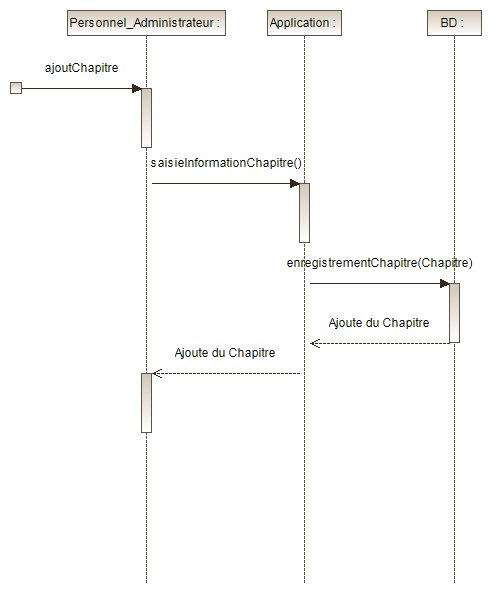 Personnel_Administrateur :
Application :
BD :
ajoutChapitre
saisieInformationChapitre()
enregistrementChapitre(Chapitre)
Ajoute du Chapitre
Ajoute du Chapitre